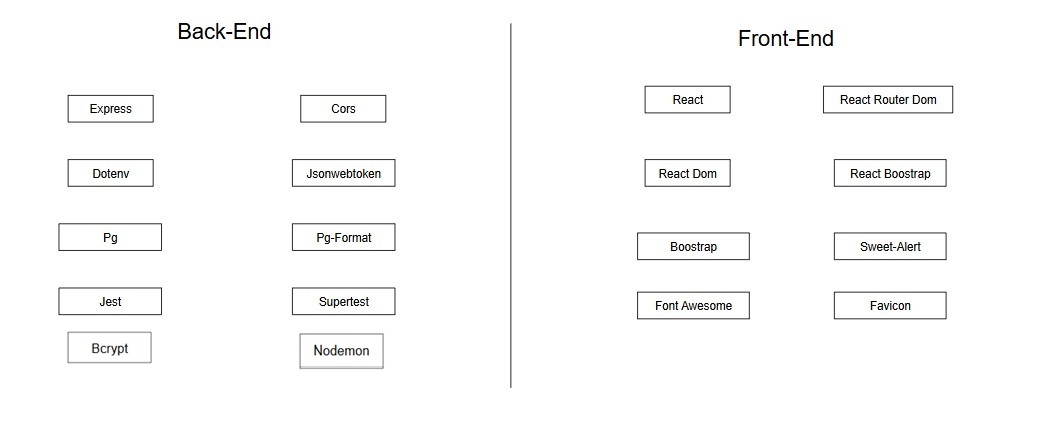 Back-End
Express
Cors
Dotenv
Jsonwebtoken
Pg
Pg-Format
Jest
Supertest
Bcrypt
Nodemon
Front-End
React
React Router Dom
React Dom
React Boostrap
Boostrap
Sweet-Alert
Font Awesome
Favicon